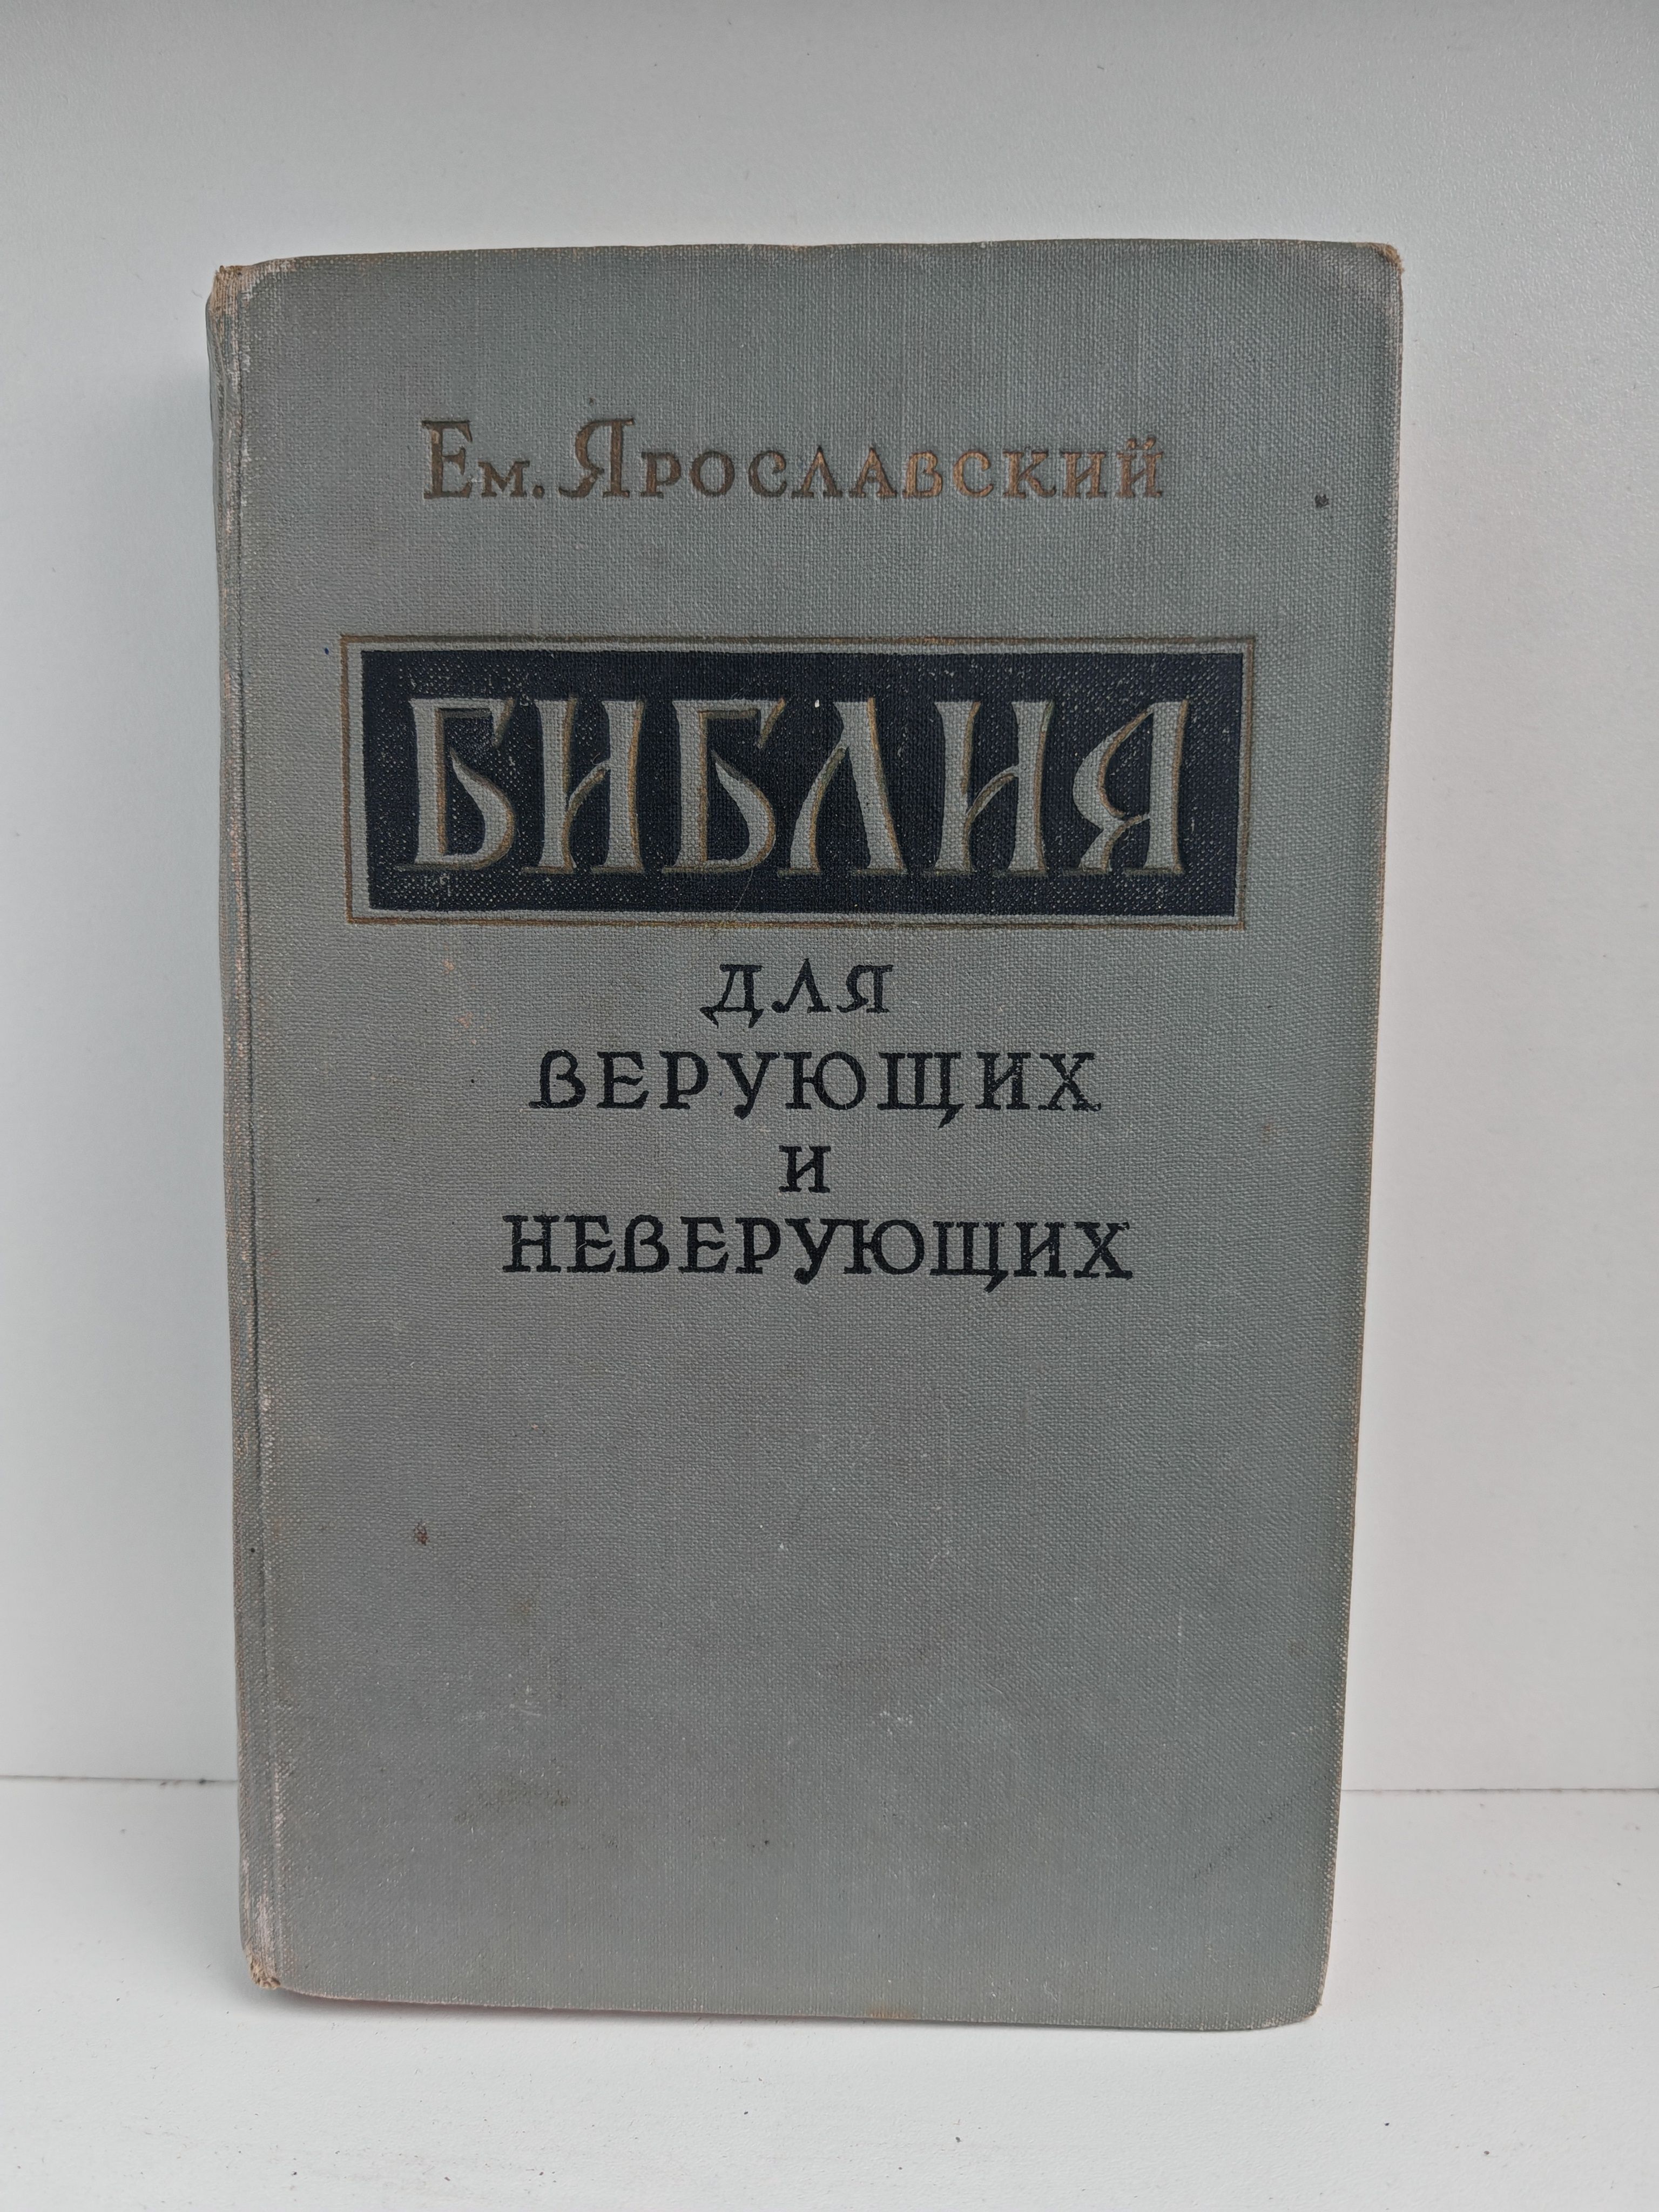 Ем. Ярославский
БИБЛИЯ
ДЛЯ
ВЕРУЮЩИХ
И
НЕВЕРУЮЩИХ